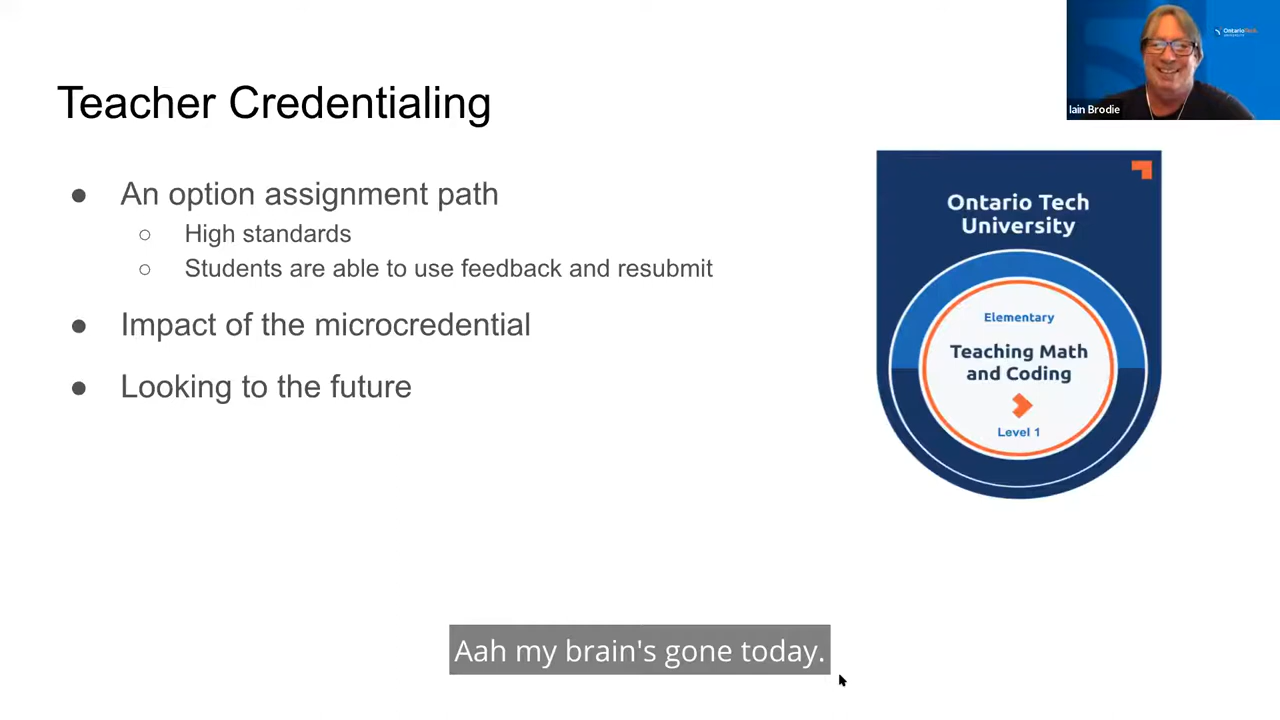 Teacher Credentialing
● An option assignment path
○ High standards
○ Students are able to use feedback and resubmit
● Impact of the microcredential
● Looking to the future
OntarioTech
UNIVERSITY
Iain Brodie
Ontario Tech
University
Elementary
Teaching Math
and Coding
Level 1
Aah my brain's gone today.